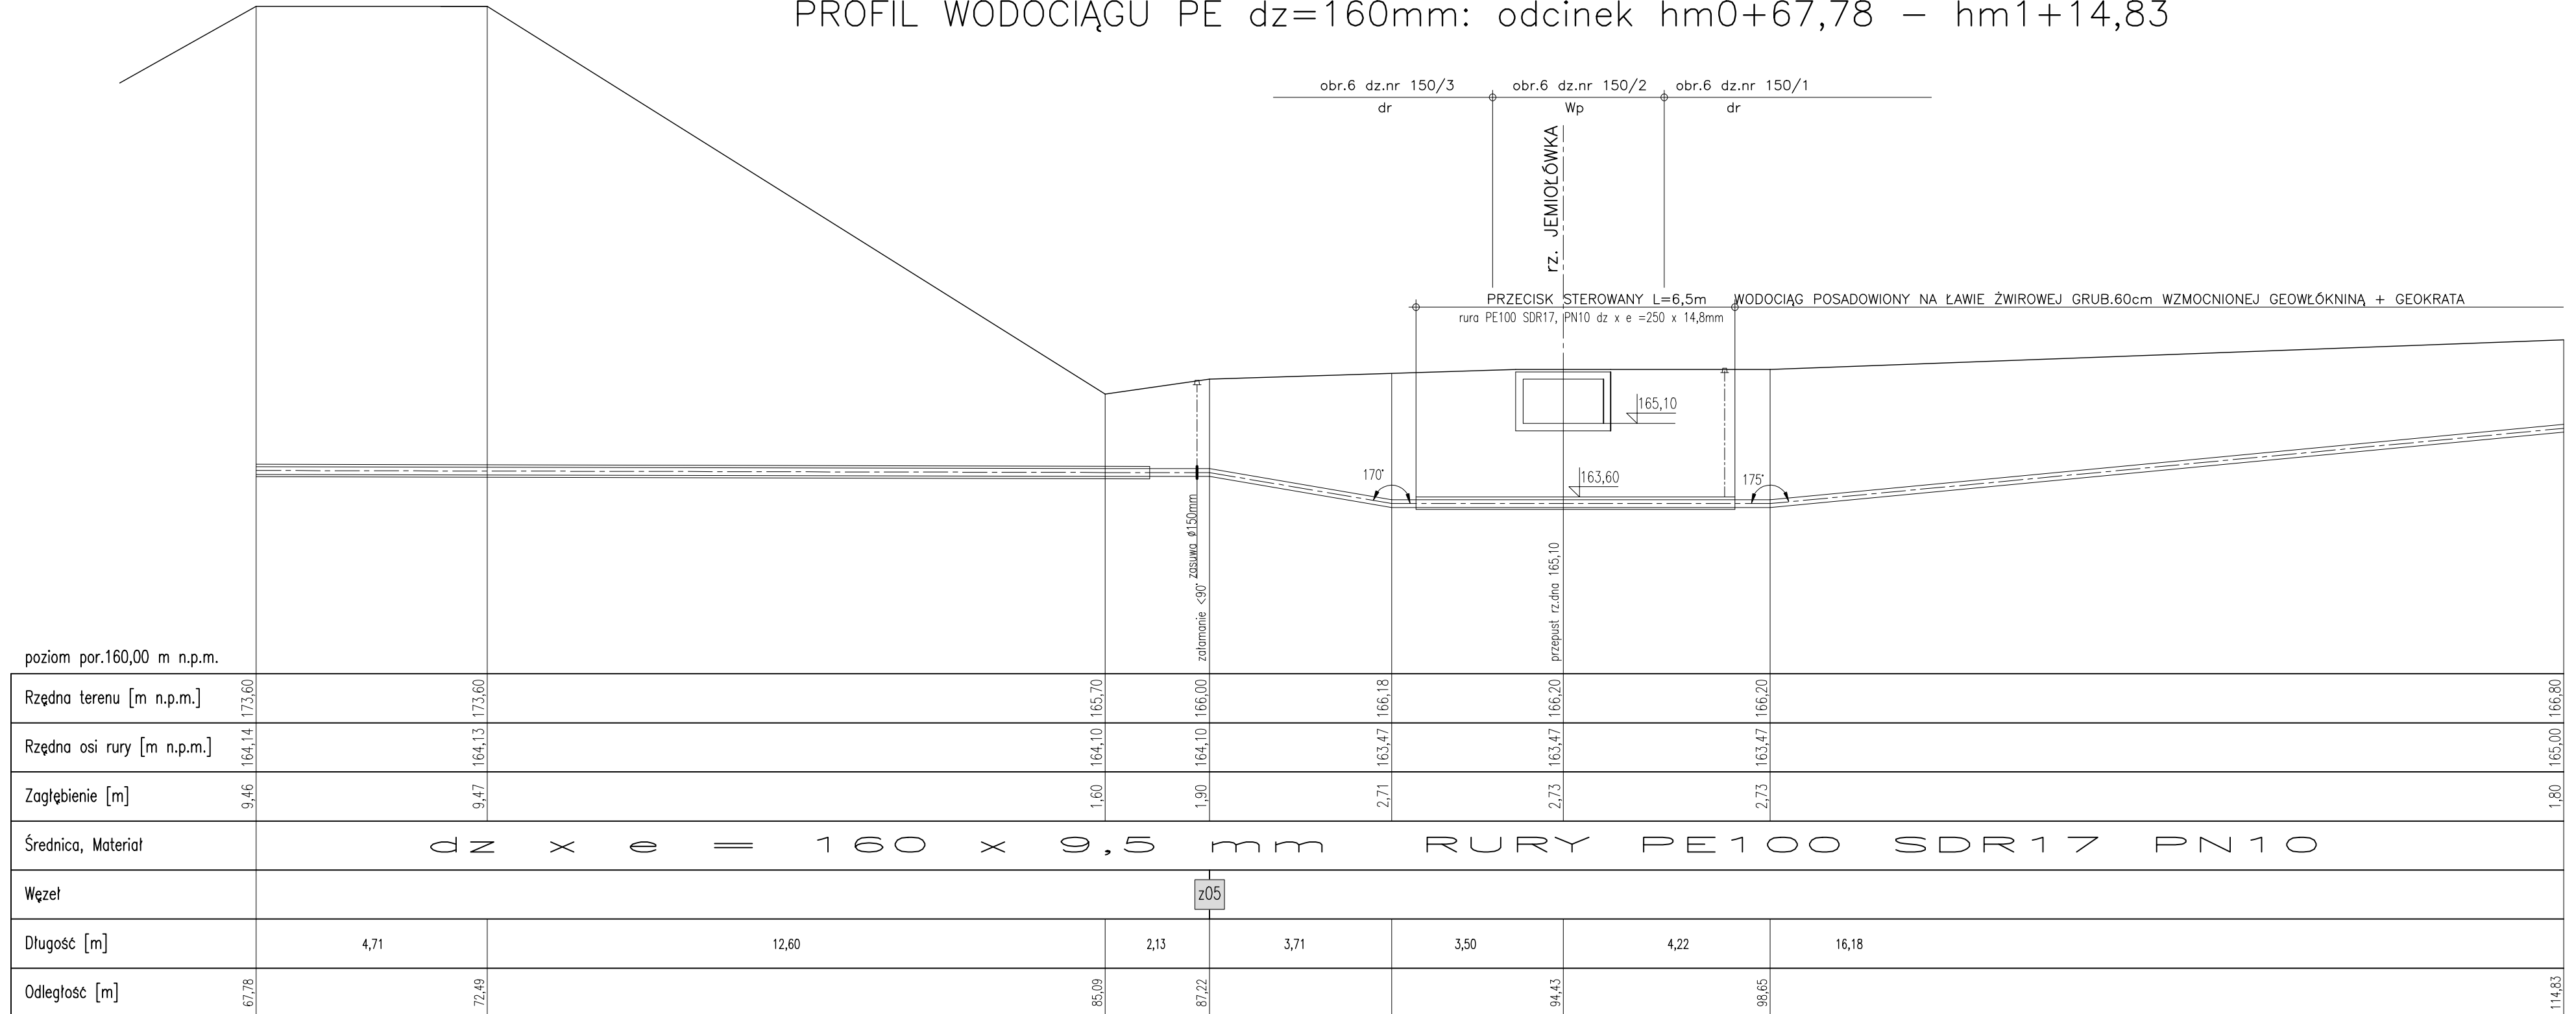 PROFIL WODOCIĄGU PE dz=160mm: odcinek hm0+67,78 – hm1+14,83
obr.6 dz.nr 150/3 obr.6 dz.nr 150/2 obr.6 dz.nr 150/1
dr Wp dr
rz. JEMIOŁÓWKA
PRZECISK STEROWANY L=6,5m WODOCIĄG POSADOWIONY NA ŁAWIE ŻWIROWEJ GRUB.60cm WZMOCNIONEJ GEOWŁÓKNINĄ + GEOKRATA
rura PE100 SDR17, PN10 dz x e =250 x 14,8mm
165,10
170° 163,60 175°
zasuwa ø150mm
załamanie <90°
przepust rz.dna 165,10
poziom por.160,00 m n.p.m.
Rzędna terenu [m n.p.m.] 173,60 173,60 165,70 166,00 166,18 166,20 166,20 166,80
Rzędna osi rury [m n.p.m.] 164,14 164,13 164,10 164,10 163,47 163,47 163,47 165,00
Zagłębienie [m] 9,46 9,47 1,60 1,90 2,71 2,73 2,73 1,80
Średnica, Materiał dz x e = 160 x 9,5 mm RURY PE100 SDR17 PN10
Węzeł z05
Długość [m] 4,71 12,60 2,13 3,71 3,50 4,22 16,18
Odległość [m] 67,78 72,49 85,09 87,22 94,43 98,65 114,83